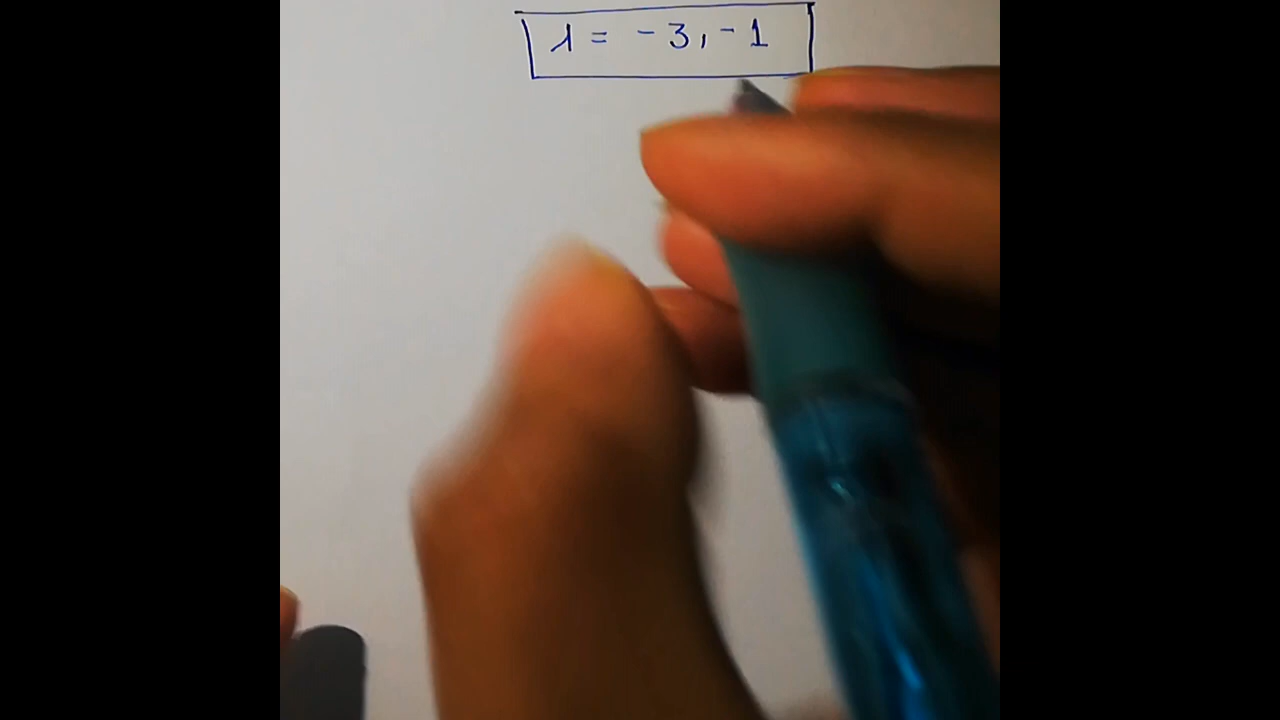 λ = -3, -1